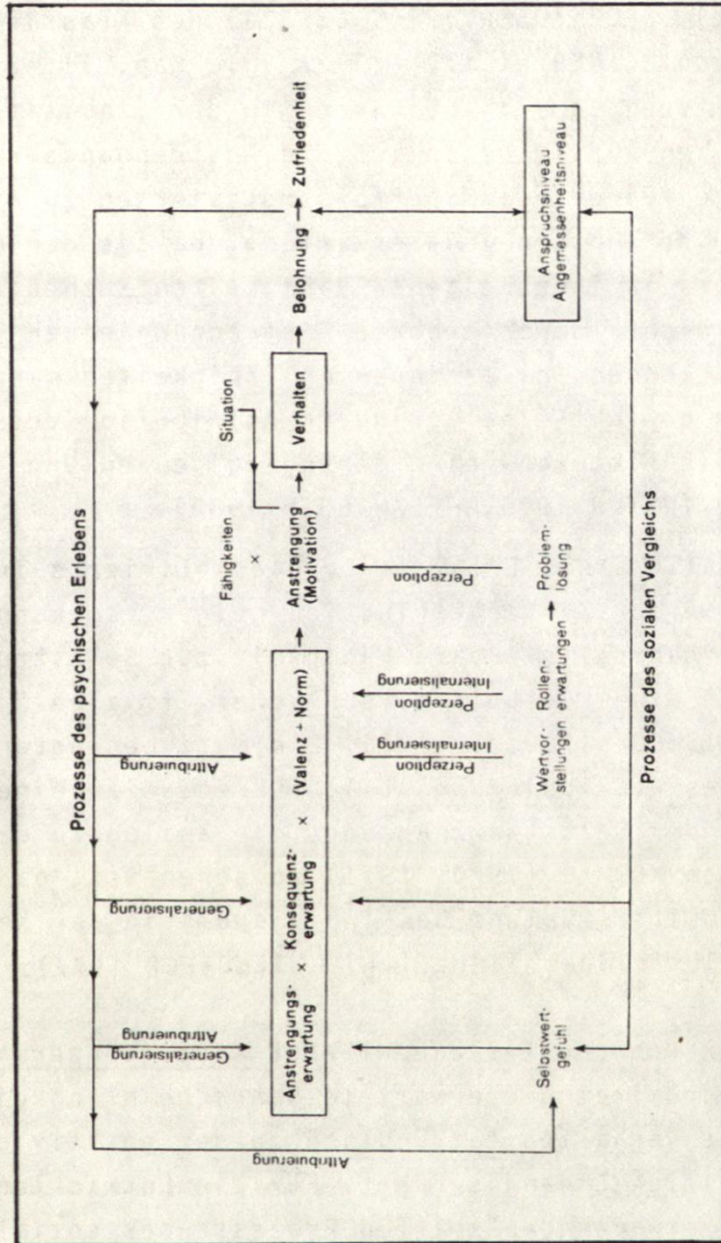 Prozesse des psychischen Erlebens
Attribuierung
Generalisierung
Attribuierung
Generalisierung
Attribuierung
Fähigkeiten
Situation
×
Anstrengungs-
erwartung
×
Konsequenz-
erwartung
×
(Valenz + Norm)
Anstrengung
(Motivation)
Verhalten
Belohnung
Zufriedenheit
Perzeption
Internalisierung
Perzeption
Internalisierung
Perzeption
Selbstwert-
gefühl
Wertvor-
stellungen
Rollen-
erwartungen
Problem-
lösung
Anspruchsniveau
Angemessenheitsniveau
Prozesse des sozialen Vergleichs